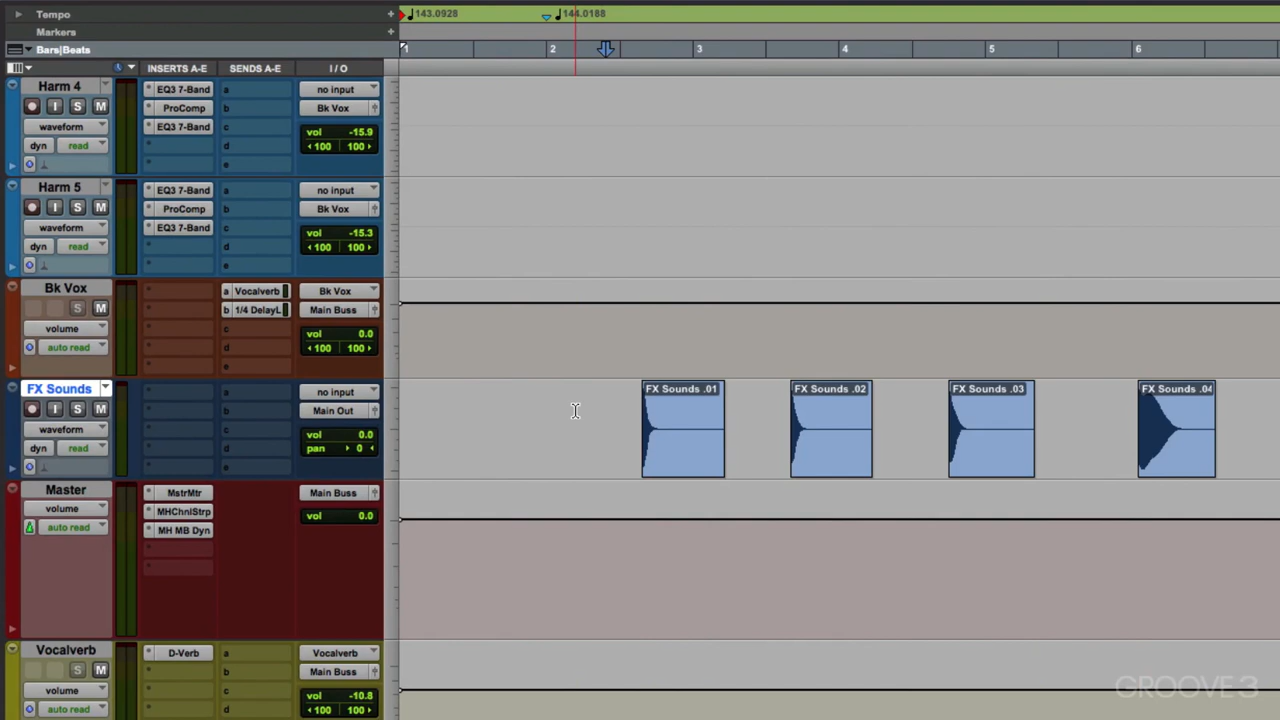 Tempo + 143.0928 144.0188
Markers +
Bars|Beats 1 2 3 4 5 6
INSERTS A-E SENDS A-E I / O
Harm 4 EQ3 7-Band a no input
I S M ProComp b Bk Vox
waveform EQ3 7-Band c vol -15.9
dyn read d 100 100
e
Harm 5 EQ3 7-Band a no input
I S M ProComp b Bk Vox
waveform EQ3 7-Band c vol -15.3
dyn read d 100 100
e
Bk Vox a Vocalverb Bk Vox
S M b 1/4 DelayL Main Buss
volume c vol 0.0
auto read d 100 100
e
FX Sounds a no input FX Sounds .01 FX Sounds .02 FX Sounds .03 FX Sounds .04
I S M b Main Out
waveform c vol 0.0
dyn read d pan 0
e
Master MstrMtr Main Buss
volume MHChnlStrp vol 0.0
auto read MH MB Dyn
Vocalverb D-Verb a Vocalverb
S M b Main Buss
volume c vol -10.8
d 100 100
GROOVE3